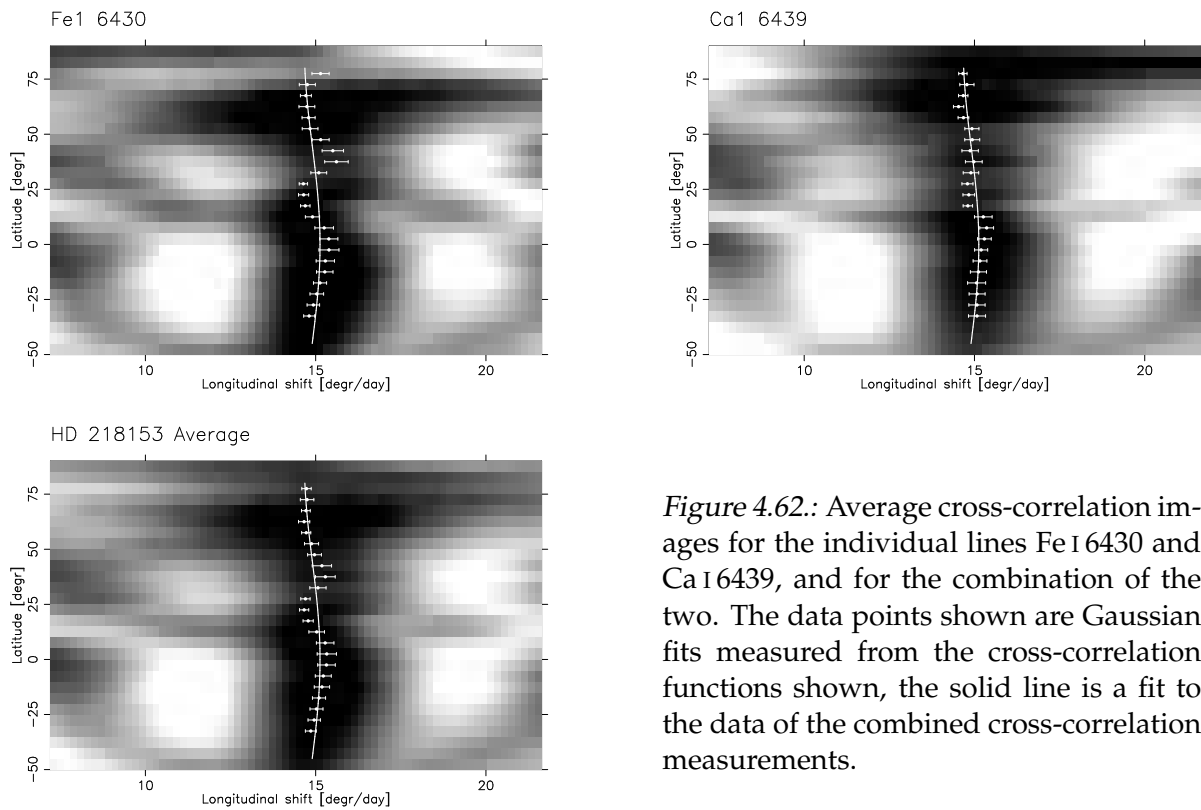 Fe1 6430
75
50
25
0
−25
−50
Latitude [degr]
10 15 20
Longitudinal shift [degr/day]
Ca1 6439
75
50
25
0
−25
−50
Latitude [degr]
10 15 20
Longitudinal shift [degr/day]
HD 218153 Average
75
50
25
0
−25
−50
Latitude [degr]
10 15 20
Longitudinal shift [degr/day]
Figure 4.62.: Average cross-correlation im-
ages for the individual lines Fe I 6430 and
Ca I 6439, and for the combination of the
two. The data points shown are Gaussian
fits measured from the cross-correlation
functions shown, the solid line is a fit to
the data of the combined cross-correlation
measurements.